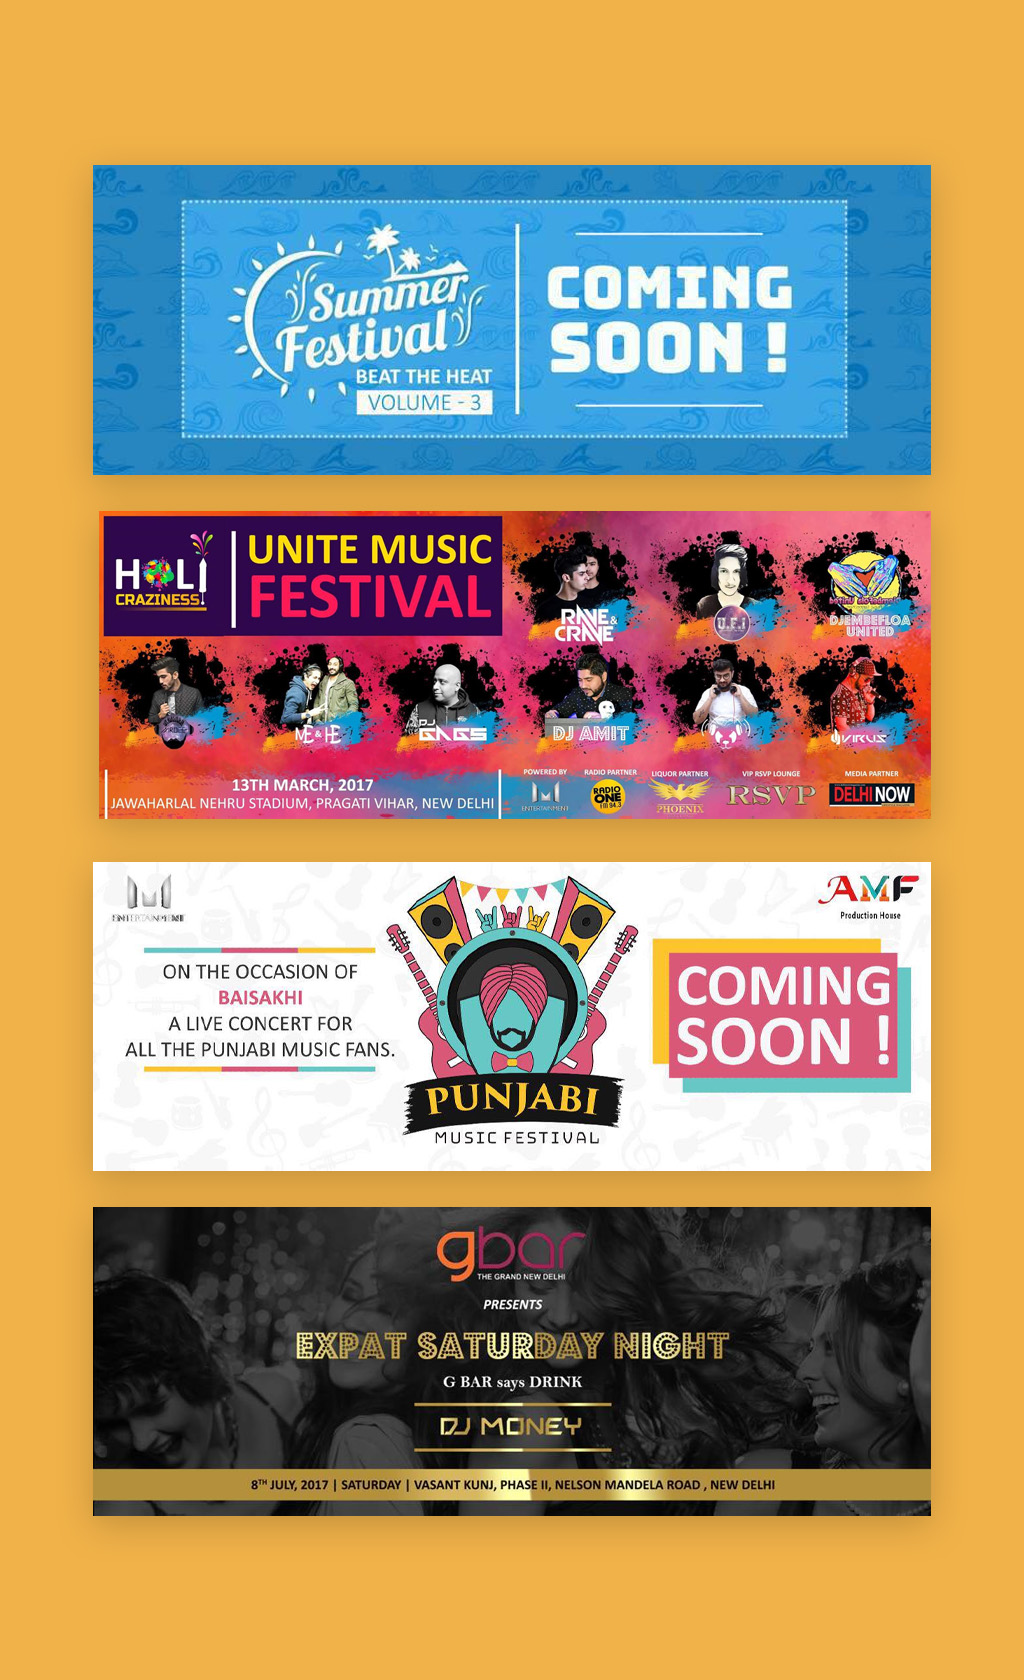 Summer
Festival
BEAT THE HEAT
VOLUME - 3
COMING
SOON !
HOLI
CRAZINESS
UNITE MUSIC
FESTIVAL
RAVE &
CRAVE
U.F.I
DJEMBEFLOA
UNITED
ME & HE
DJ
GAGS
DJ AMIT
DJ VIRUS
13TH MARCH, 2017
JAWAHARLAL NEHRU STADIUM, PRAGATI VIHAR, NEW DELHI
POWERED BY
ENTERTAINMENT
RADIO PARTNER
RADIO
ONE
FM 94.3
LIQUOR PARTNER
PHOENIX
VIP RSVP LOUNGE
RSVP
MEDIA PARTNER
DELHI NOW
ENTERTAINMENT
ON THE OCCASION OF
BAISAKHI
A LIVE CONCERT FOR
ALL THE PUNJABI MUSIC FANS.
PUNJABI
MUSIC FESTIVAL
AMF
Production House
COMING
SOON !
gbar
THE GRAND NEW DELHI
PRESENTS
EXPAT SATURDAY NIGHT
G BAR says DRINK
DJ MONEY
8TH JULY, 2017 | SATURDAY | VASANT KUNJ, PHASE II, NELSON MANDELA ROAD , NEW DELHI